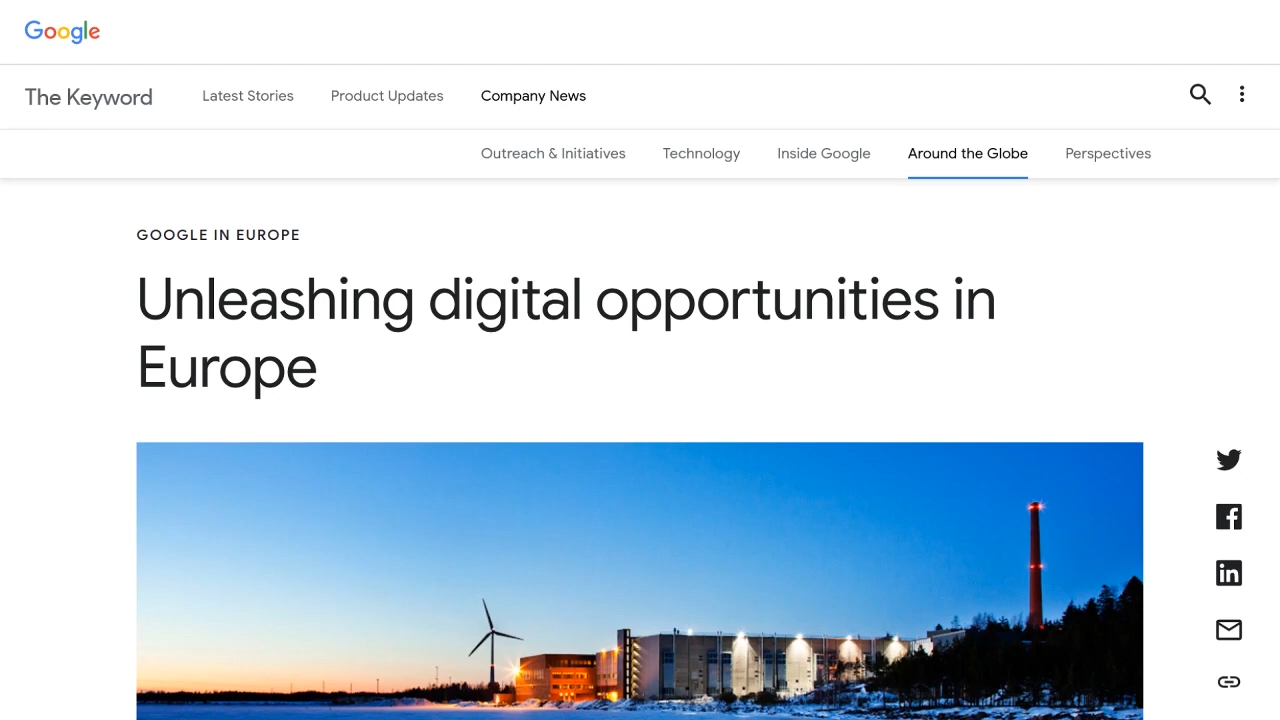 Google
The Keyword
Latest Stories
Product Updates
Company News
Outreach & Initiatives
Technology
Inside Google
Around the Globe
Perspectives
GOOGLE IN EUROPE
Unleashing digital opportunities in
Europe